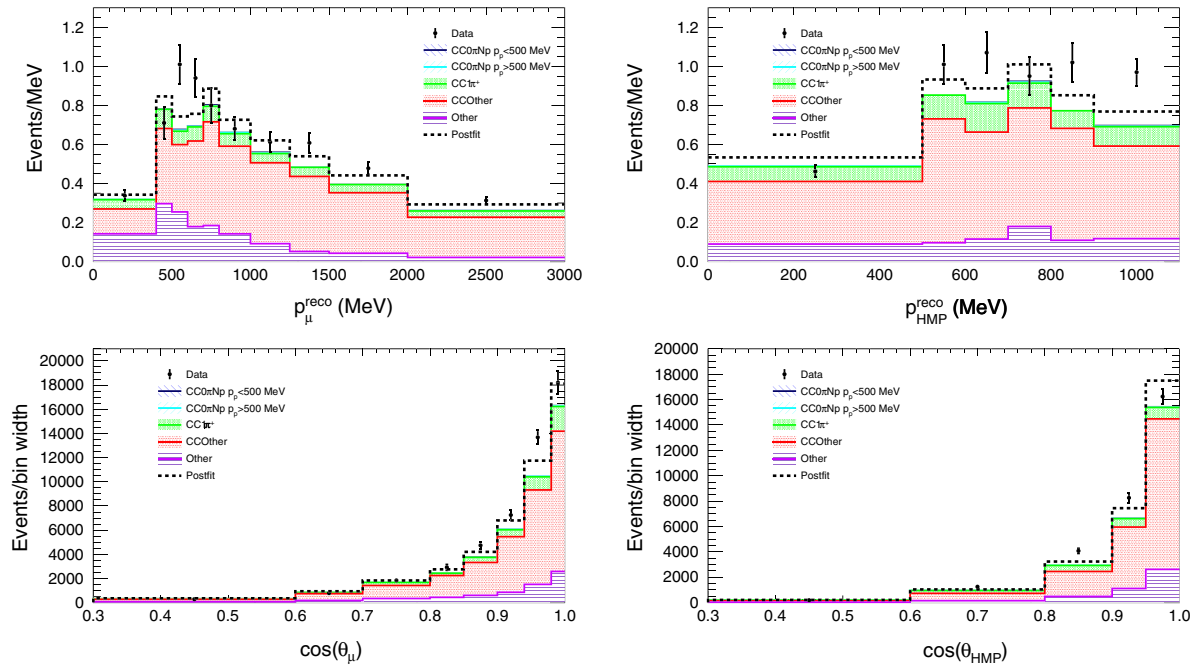 1.2
1.0
0.8
0.6
0.4
0.2
0.0
Events/MeV
Data
CC0πNp p_p<500 MeV
CC0πNp p_p>500 MeV
CC1π⁺
CCOther
Other
Postfit
0 500 1000 1500 2000 2500 3000
p_μ^reco (MeV)
1.2
1.0
0.8
0.6
0.4
0.2
0.0
Events/MeV
Data
CC0πNp p_p<500 MeV
CC0πNp p_p>500 MeV
CC1π⁺
CCOther
Other
Postfit
0 200 400 600 800 1000
p_HMP^reco (MeV)
20000
18000
16000
14000
12000
10000
8000
6000
4000
2000
0
Events/bin width
Data
CC0πNp p_p<500 MeV
CC0πNp p_p>500 MeV
CC1π⁺
CCOther
Other
Postfit
0.3 0.4 0.5 0.6 0.7 0.8 0.9 1.0
cos(θ_μ)
20000
18000
16000
14000
12000
10000
8000
6000
4000
2000
0
Events/bin width
Data
CC0πNp p_p<500 MeV
CC0πNp p_p>500 MeV
CC1π⁺
CCOther
Other
Postfit
0.3 0.4 0.5 0.6 0.7 0.8 0.9 1.0
cos(θ_HMP)